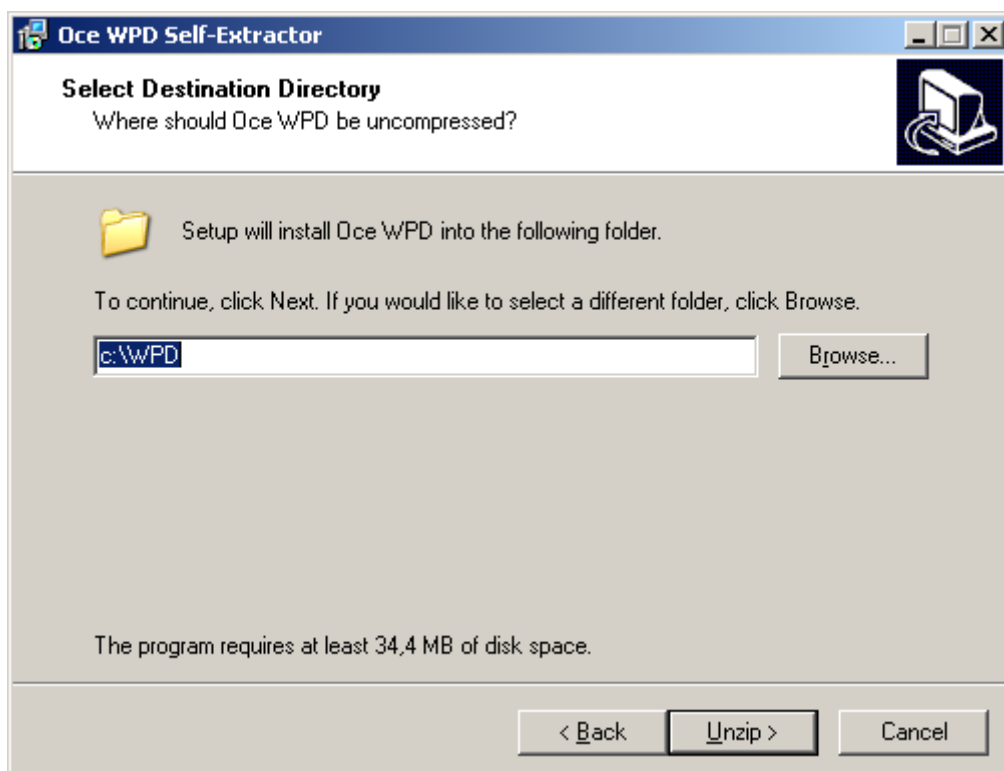 Oce WPD Self-Extractor
Select Destination Directory
Where should Oce WPD be uncompressed?
Setup will install Oce WPD into the following folder.
To continue, click Next. If you would like to select a different folder, click Browse.
c:\WPD
Browse...
The program requires at least 34,4 MB of disk space.
< Back
Unzip >
Cancel